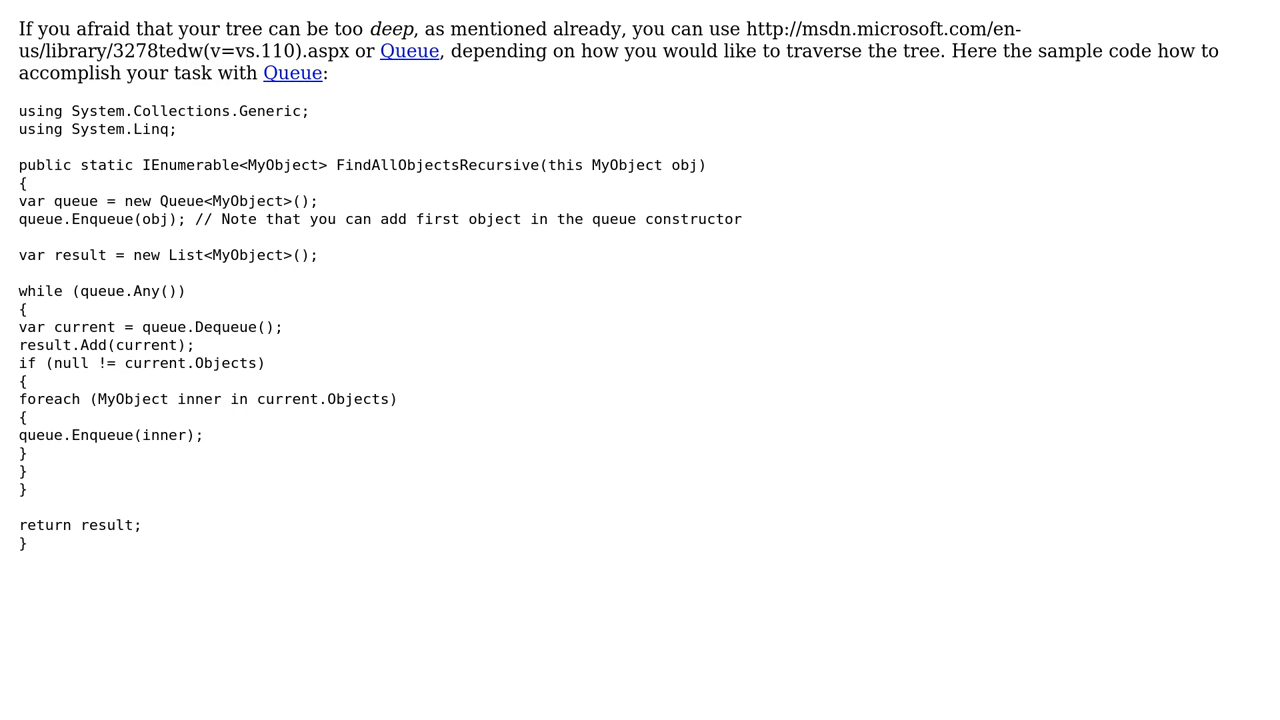 If you afraid that your tree can be too deep, as mentioned already, you can use http://msdn.microsoft.com/en-
us/library/3278tedw(v=vs.110).aspx or Queue, depending on how you would like to traverse the tree. Here the sample code how to
accomplish your task with Queue:
using System.Collections.Generic;
using System.Linq;
public static IEnumerable<MyObject> FindAllObjectsRecursive(this MyObject obj)
{
var queue = new Queue<MyObject>();
queue.Enqueue(obj); // Note that you can add first object in the queue constructor
var result = new List<MyObject>();
while (queue.Any())
{
var current = queue.Dequeue();
result.Add(current);
if (null != current.Objects)
{
foreach (MyObject inner in current.Objects)
{
queue.Enqueue(inner);
}
}
}
return result;
}